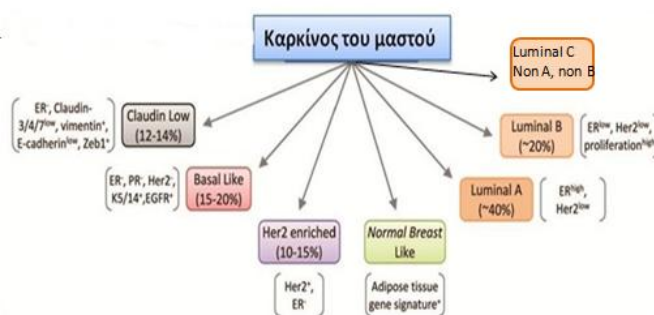 Καρκίνος του μαστού
Luminal C
Non A, non B
ER⁻, Claudin-
3/4/7ˡᵒʷ, vimentin⁺,
E-cadherinˡᵒʷ, Zeb1⁺
Claudin Low
(12-14%)
Luminal B
(~20%)
ERˡᵒʷ, Her2ˡᵒʷ,
proliferationʰⁱᵍʰ
ER⁻, PR⁻, Her2⁻,
K5/14⁺,EGFR⁺
Basal Like
(15-20%)
Luminal A
(~40%)
ERʰⁱᵍʰ,
Her2ˡᵒʷ
Her2 enriched
(10-15%)
Normal Breast
Like
Her2⁺,
ER⁻
Adipose tissue
gene signature⁺